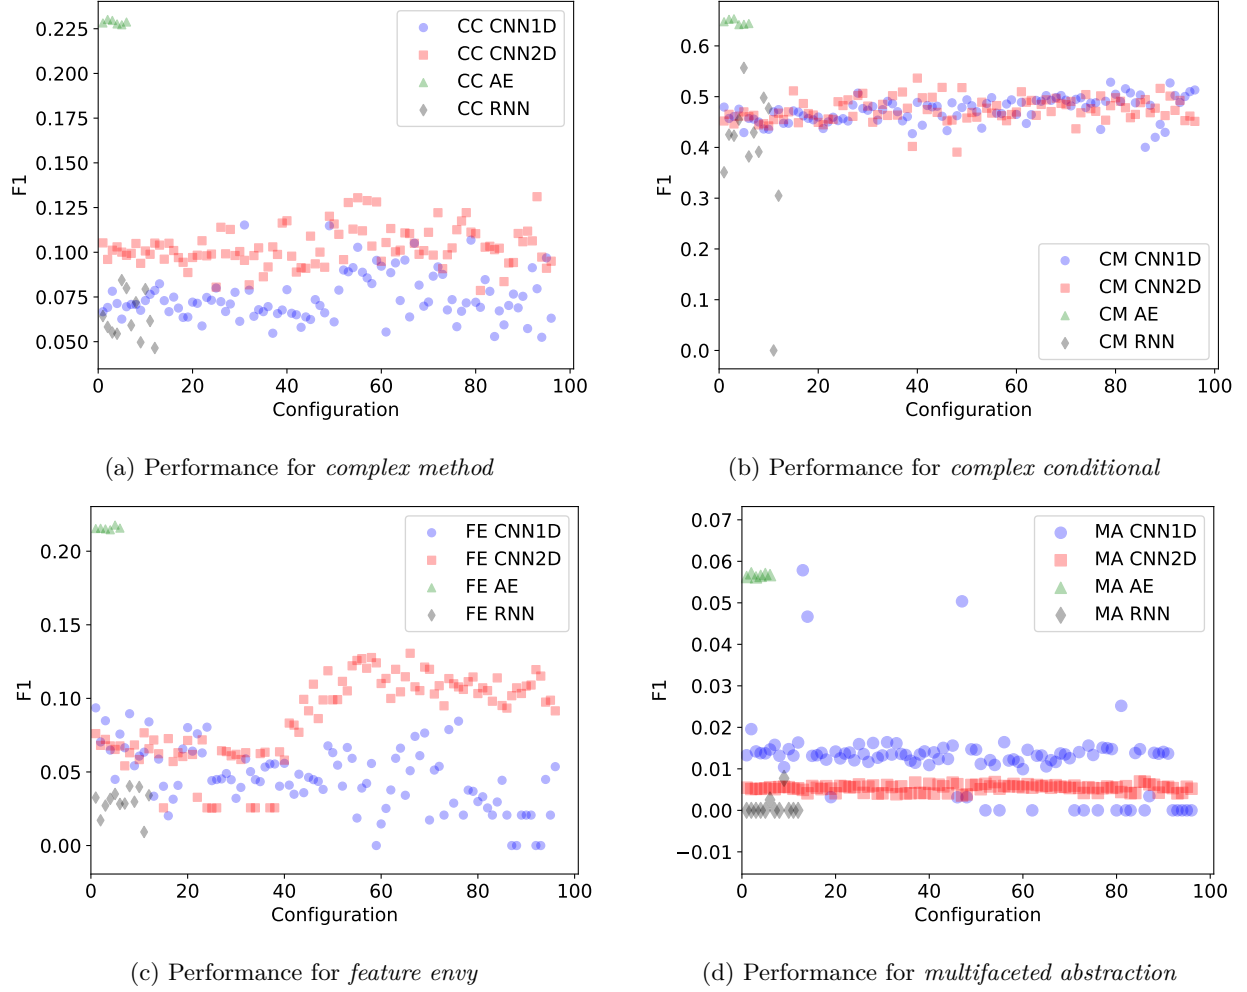 0.225
0.200
0.175
0.150
0.125
0.100
0.075
0.050
F1
0 20 40 60 80 100
Configuration
CC CNN1D
CC CNN2D
CC AE
CC RNN
(a) Performance for complex method
0.6
0.5
0.4
0.3
0.2
0.1
0.0
F1
0 20 40 60 80 100
Configuration
CM CNN1D
CM CNN2D
CM AE
CM RNN
(b) Performance for complex conditional
0.20
0.15
0.10
0.05
0.00
F1
0 20 40 60 80 100
Configuration
FE CNN1D
FE CNN2D
FE AE
FE RNN
(c) Performance for feature envy
0.07
0.06
0.05
0.04
0.03
0.02
0.01
0.00
−0.01
F1
0 20 40 60 80 100
Configuration
MA CNN1D
MA CNN2D
MA AE
MA RNN
(d) Performance for multifaceted abstraction